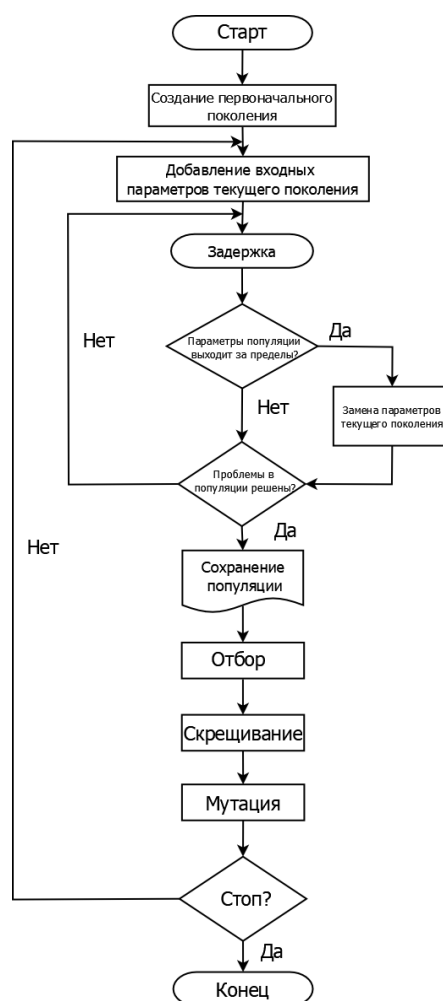 Старт
Создание первоначального
поколения
Добавление входных
параметров текущего поколения
Задержка
Параметры популяции
выходит за пределы?
Да
Нет
Нет
Замена параметров
текущего поколения
Проблемы в
популяции решены?
Да
Нет
Сохранение
популяции
Отбор
Скрещивание
Мутация
Стоп?
Да
Конец